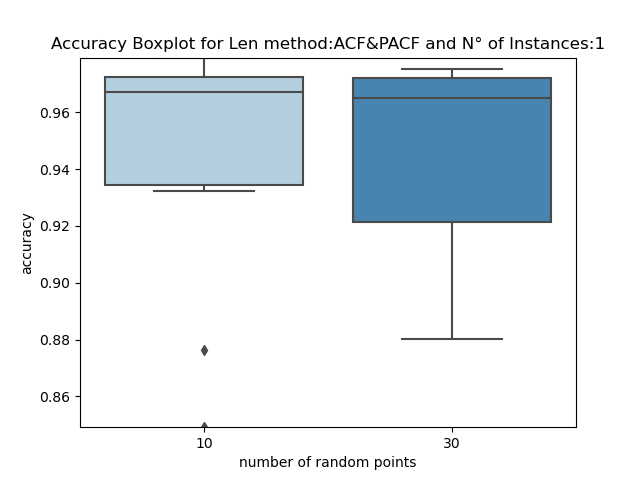 Accuracy Boxplot for Len method:ACF&PACF and N° of Instances:1
accuracy
0.96
0.94
0.92
0.90
0.88
0.86
10 30
number of random points